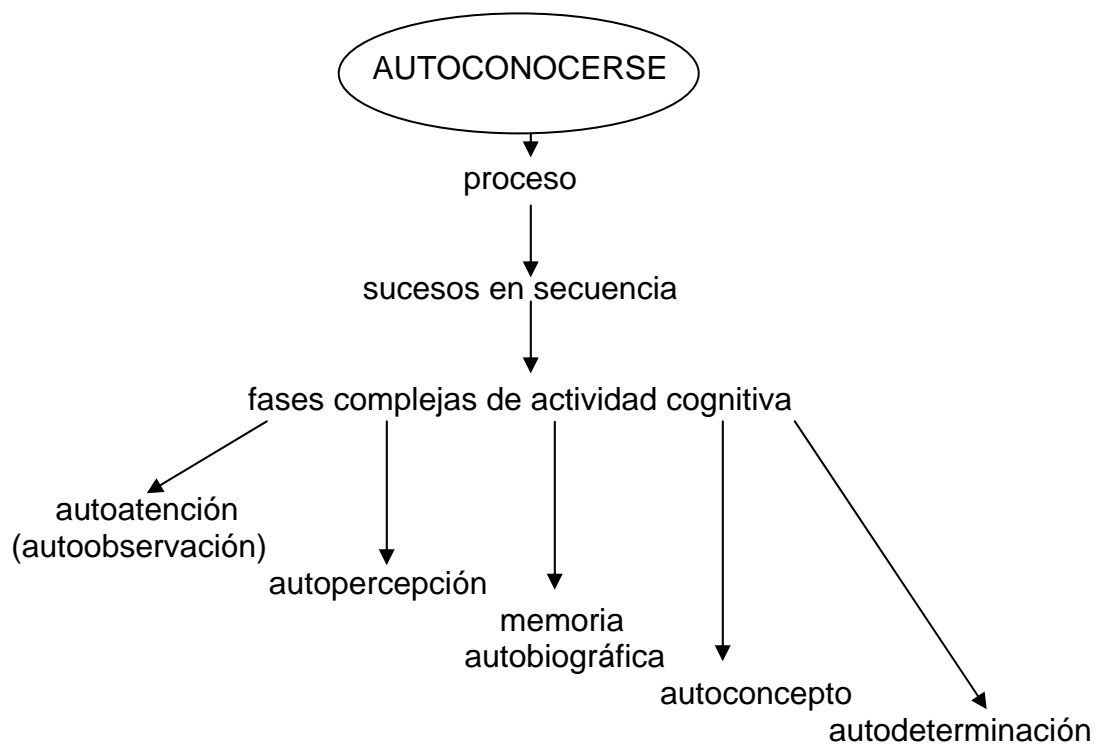 AUTOCONOCERSE
proceso
sucesos en secuencia
fases complejas de actividad cognitiva
autoatención
(autoobservación)
autopercepción
memoria
autobiográfica
autoconcepto
autodeterminación